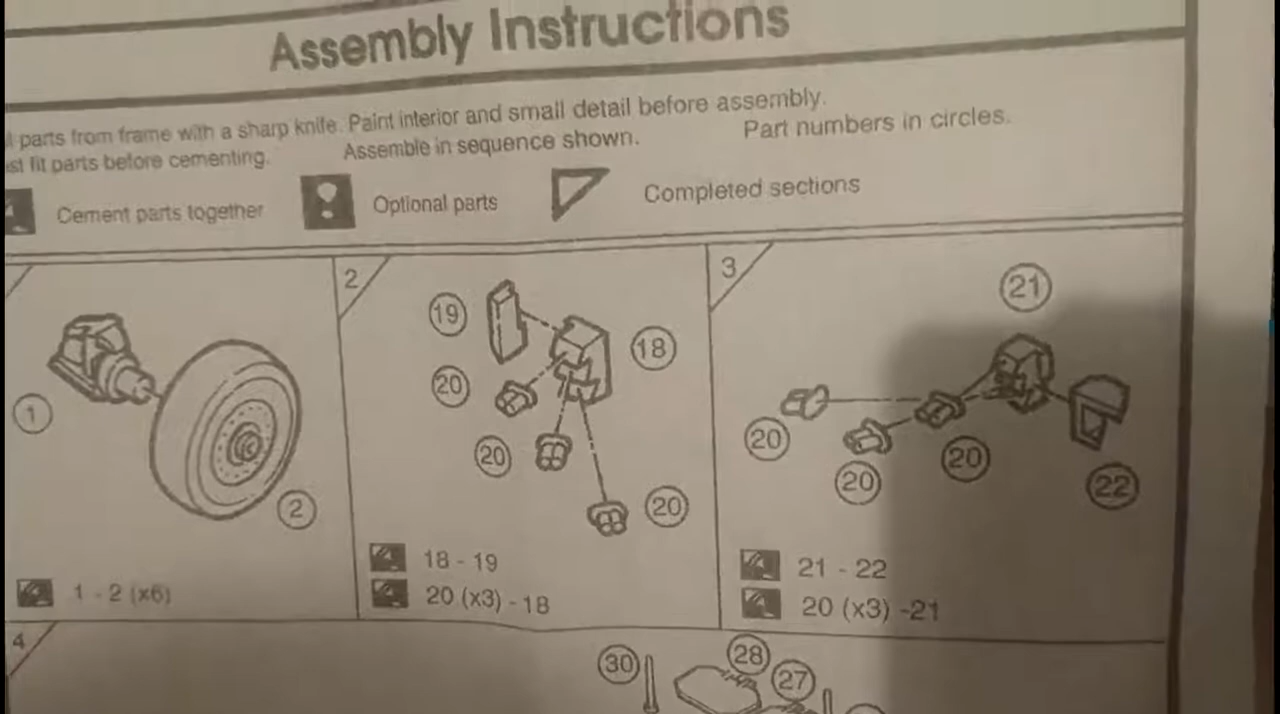 Assembly Instructions
parts from frame with a sharp knife. Paint interior and small detail before assembly.
fit parts before cementing. Assemble in sequence shown. Part numbers in circles.
Cement parts together Optional parts Completed sections
2
3
21
19
18
20
20
20
20
20
20
22
1
2
18 - 19
20 (x3) - 18
21 - 22
20 (x3) -21
1 - 2 (x6)
4
30
28
27